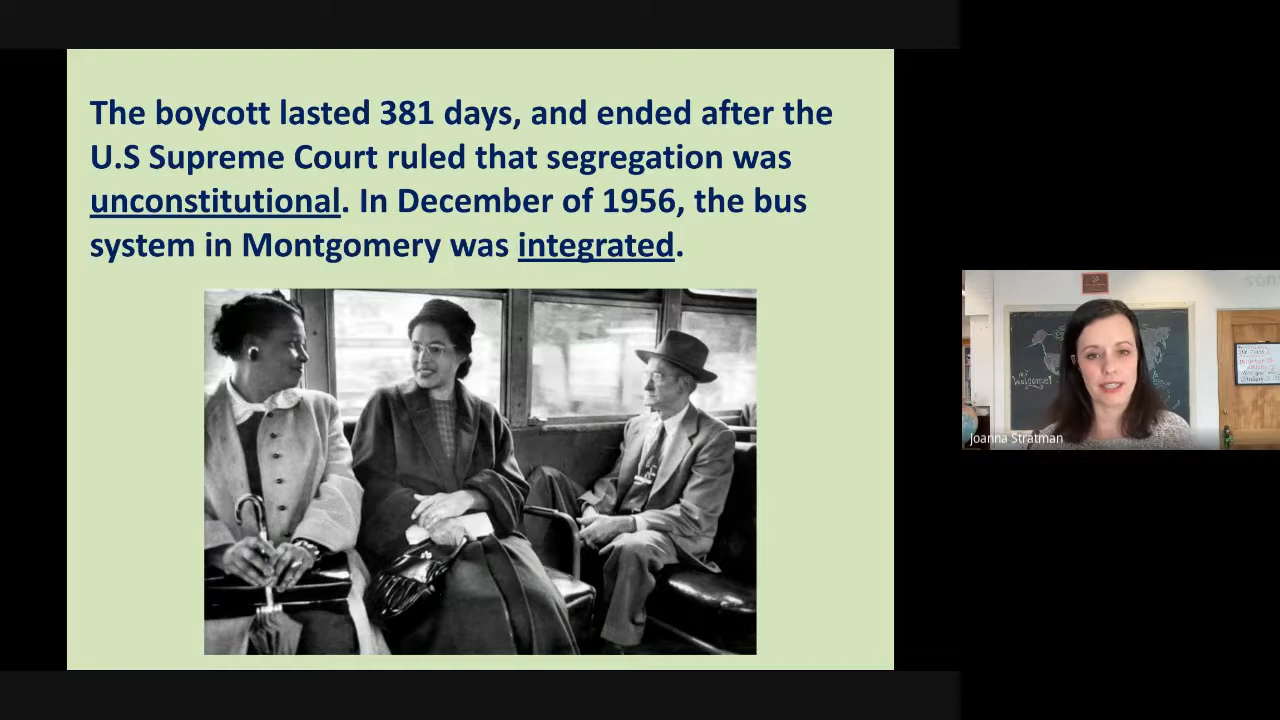 The boycott lasted 381 days, and ended after the
U.S Supreme Court ruled that segregation was
unconstitutional. In December of 1956, the bus
system in Montgomery was integrated.
Welcome!
Joanna Stratman